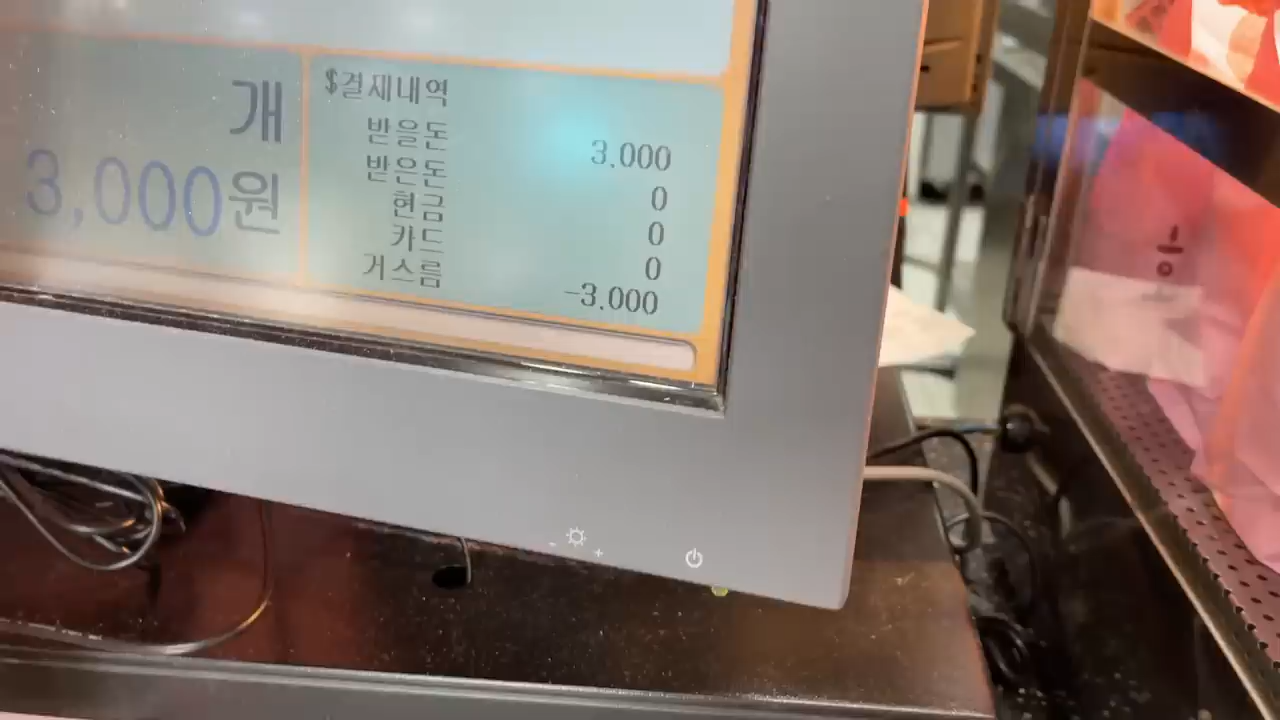 개
3,000원
$결제내역
받을돈 3.000
받은돈 0
현금 0
카드 0
거스름 -3.000